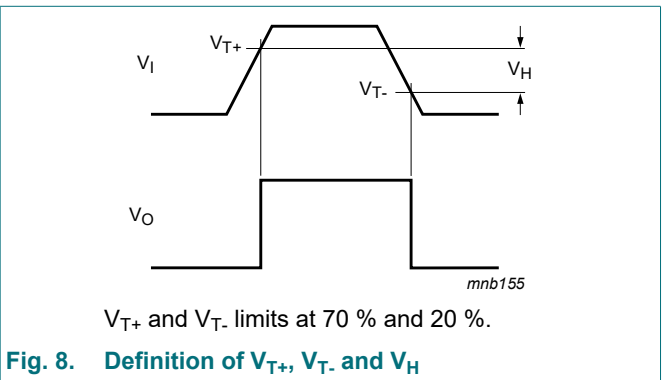 V_T+
V_I
V_H
V_T-
V_O
mnb155
V_T+ and V_T- limits at 70 % and 20 %.
Fig. 8. Definition of V_T+, V_T- and V_H